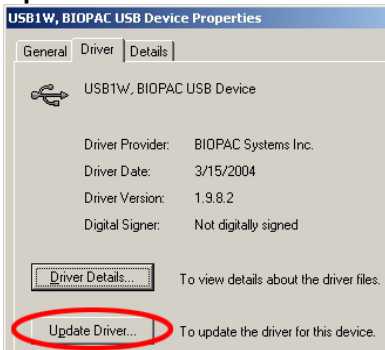 USB1W, BIOPAC USB Device Properties
General Driver Details
USB1W, BIOPAC USB Device
Driver Provider: BIOPAC Systems Inc.
Driver Date: 3/15/2004
Driver Version: 1.9.8.2
Digital Signer: Not digitally signed
Driver Details... To view details about the driver files.
Update Driver... To update the driver for this device.